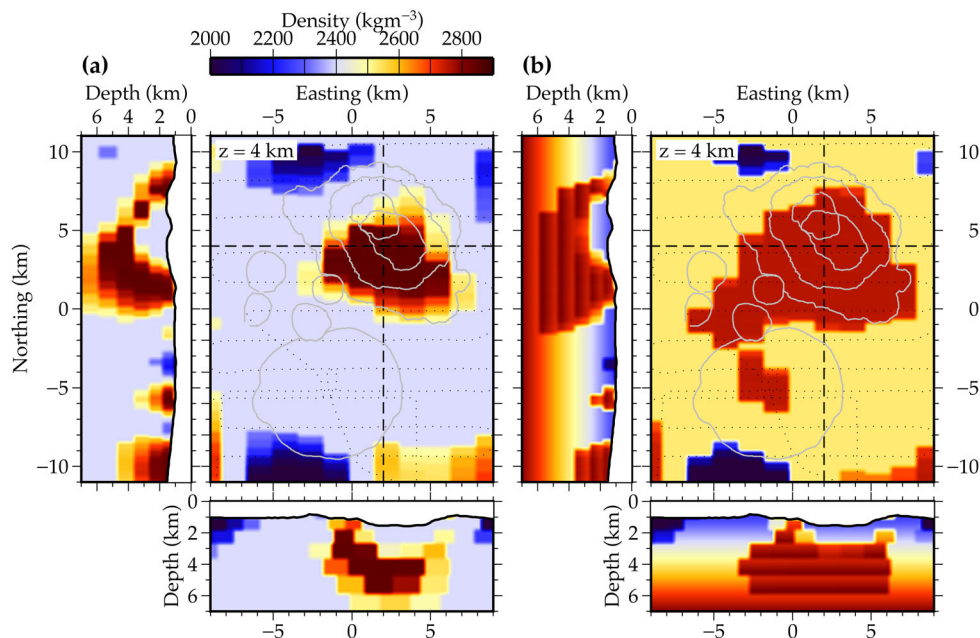 Density (kgm⁻³)
2000 2200 2400 2600 2800
(a)
Depth (km)
6 4 2 0
Easting (km)
−5 0 5
z = 4 km
Northing (km)
10
5
0
−5
−10
Depth (km)
0
2
4
6
−5 0 5
(b)
Depth (km)
6 4 2 0
Easting (km)
−5 0 5
z = 4 km
10
5
0
−5
−10
Depth (km)
0
2
4
6
−5 0 5